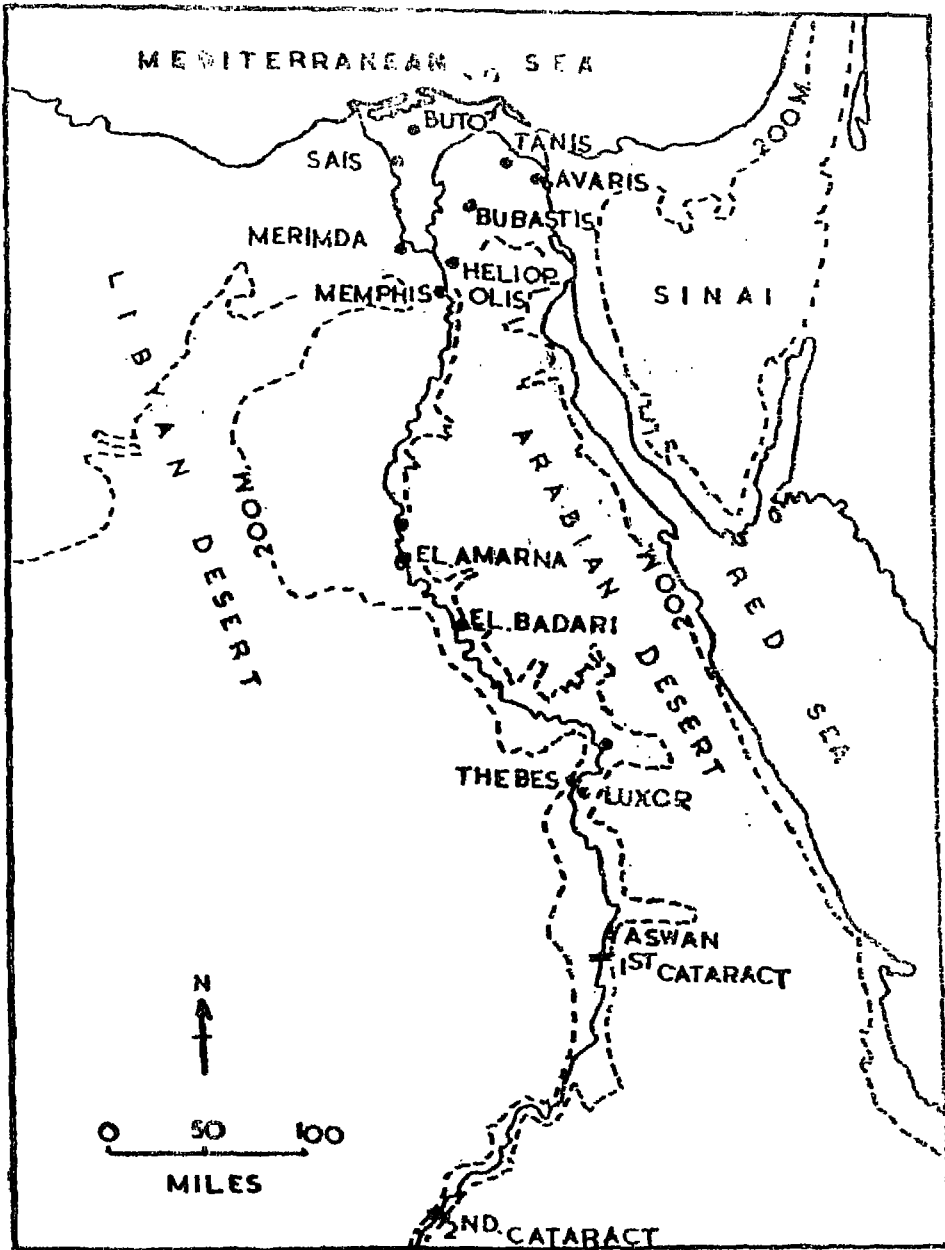 MEDITERRANEAN SEA
200M.
BUTO
TANIS
SAIS
AVARIS
BUBASTIS
MERIMDA
HELIOP
OLIS
MEMPHIS
SINAI
LIBYAN DESERT
ARABIAN DESERT
200M
EL.AMARNA
200M
RED SEA
EL.BADARI
THEBES
LUXOR
ASWAN
1ST CATARACT
N
0 50 100
MILES
2ND. CATARACT